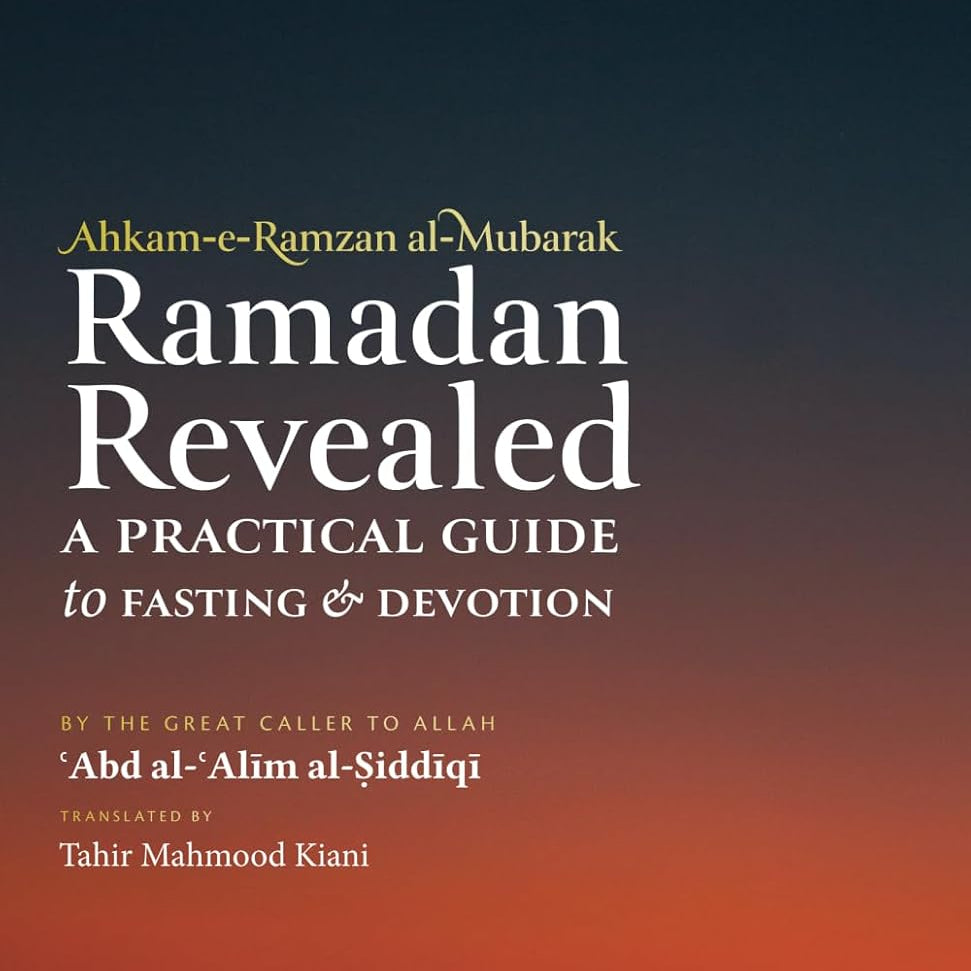 Ahkam-e-Ramzan al-Mubarak
Ramadan
Revealed
A PRACTICAL GUIDE
to FASTING & DEVOTION
BY THE GREAT CALLER TO ALLAH
ʿAbd al-ʿAlīm al-Ṣiddīqī
TRANSLATED BY
Tahir Mahmood Kiani